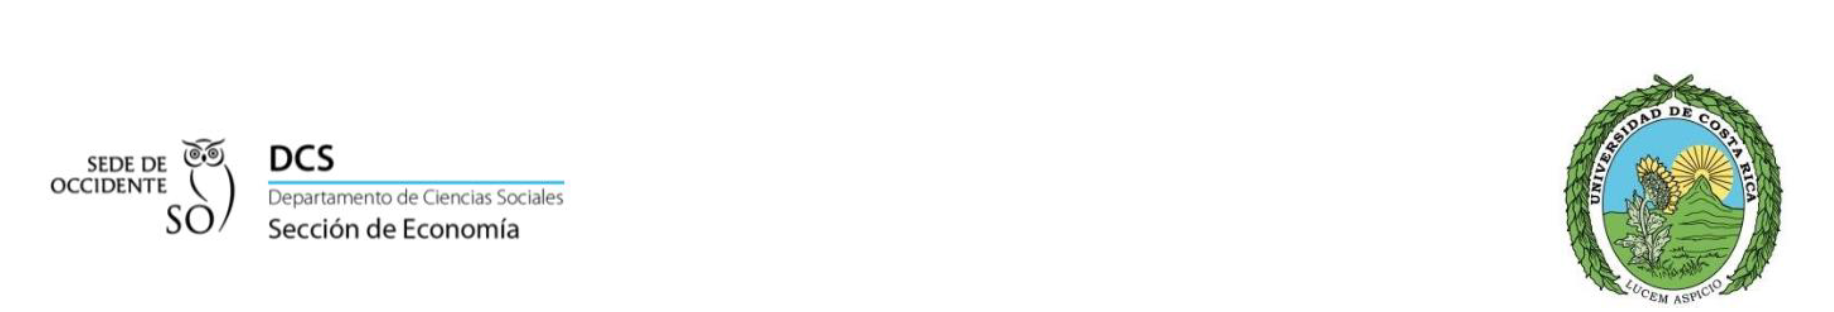 SEDE DE
OCCIDENTE
SO
DCS
Departamento de Ciencias Sociales
Sección de Economía
UNIVERSIDAD DE COSTA RICA
LUCEM ASPICIO